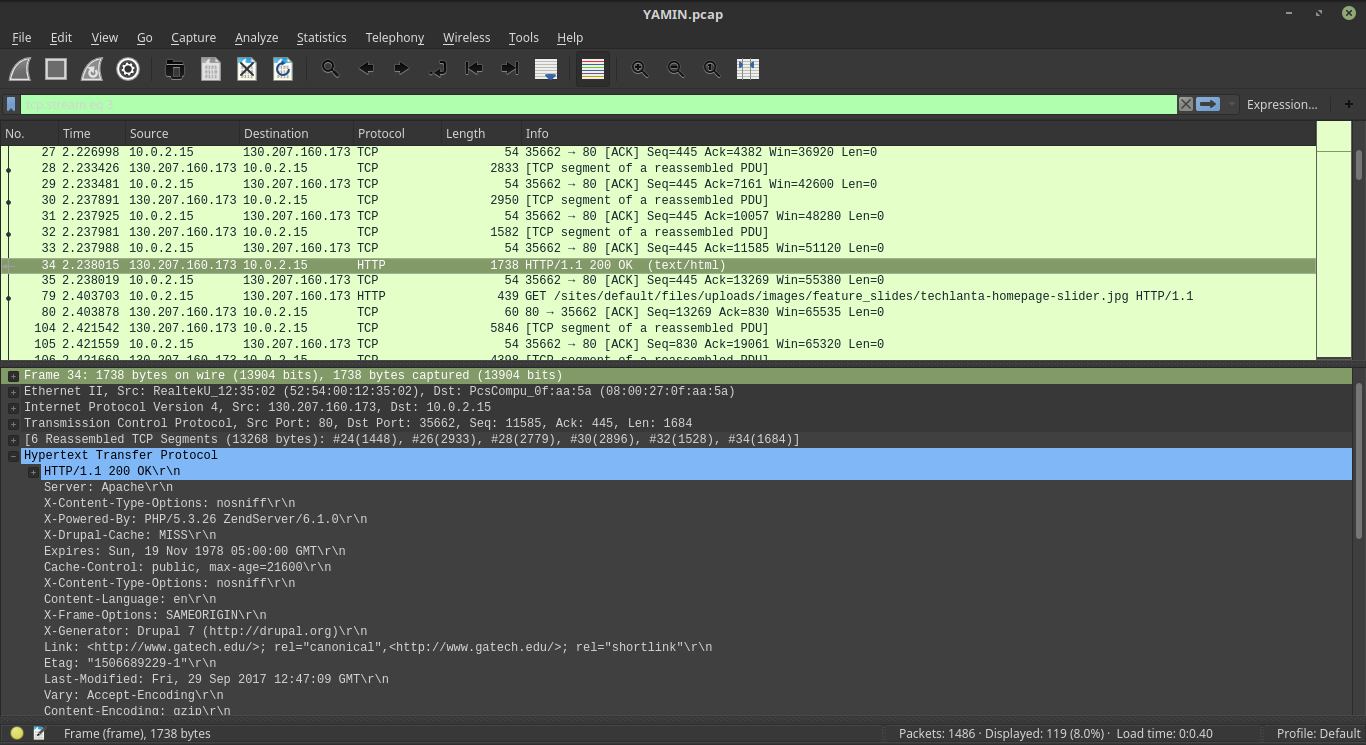 YAMIN.pcap
File Edit View Go Capture Analyze Statistics Telephony Wireless Tools Help
tcp.stream eq 3
Expression... +
No. Time Source Destination Protocol Length Info
27 2.226998 10.0.2.15 130.207.160.173 TCP 54 35662 → 80 [ACK] Seq=445 Ack=4382 Win=36920 Len=0
28 2.233426 130.207.160.173 10.0.2.15 TCP 2833 [TCP segment of a reassembled PDU]
29 2.233481 10.0.2.15 130.207.160.173 TCP 54 35662 → 80 [ACK] Seq=445 Ack=7161 Win=42600 Len=0
30 2.237891 130.207.160.173 10.0.2.15 TCP 2950 [TCP segment of a reassembled PDU]
31 2.237925 10.0.2.15 130.207.160.173 TCP 54 35662 → 80 [ACK] Seq=445 Ack=10057 Win=48280 Len=0
32 2.237981 130.207.160.173 10.0.2.15 TCP 1582 [TCP segment of a reassembled PDU]
33 2.237988 10.0.2.15 130.207.160.173 TCP 54 35662 → 80 [ACK] Seq=445 Ack=11585 Win=51120 Len=0
34 2.238015 130.207.160.173 10.0.2.15 HTTP 1738 HTTP/1.1 200 OK (text/html)
35 2.238019 10.0.2.15 130.207.160.173 TCP 54 35662 → 80 [ACK] Seq=445 Ack=13269 Win=55380 Len=0
79 2.403703 10.0.2.15 130.207.160.173 HTTP 439 GET /sites/default/files/uploads/images/feature_slides/techlanta-homepage-slider.jpg HTTP/1.1
80 2.403878 130.207.160.173 10.0.2.15 TCP 60 80 → 35662 [ACK] Seq=13269 Ack=830 Win=65535 Len=0
104 2.421542 130.207.160.173 10.0.2.15 TCP 5846 [TCP segment of a reassembled PDU]
105 2.421559 10.0.2.15 130.207.160.173 TCP 54 35662 → 80 [ACK] Seq=830 Ack=19061 Win=65320 Len=0
106 2.421669 130.207.160.173 10.0.2.15 TCP 4398 [TCP segment of a reassembled PDU]
Frame 34: 1738 bytes on wire (13904 bits), 1738 bytes captured (13904 bits)
Ethernet II, Src: RealtekU_12:35:02 (52:54:00:12:35:02), Dst: PcsCompu_0f:aa:5a (08:00:27:0f:aa:5a)
Internet Protocol Version 4, Src: 130.207.160.173, Dst: 10.0.2.15
Transmission Control Protocol, Src Port: 80, Dst Port: 35662, Seq: 11585, Ack: 445, Len: 1684
[6 Reassembled TCP Segments (13268 bytes): #24(1448), #26(2933), #28(2779), #30(2896), #32(1528), #34(1684)]
Hypertext Transfer Protocol
HTTP/1.1 200 OK\r\n
Server: Apache\r\n
X-Content-Type-Options: nosniff\r\n
X-Powered-By: PHP/5.3.26 ZendServer/6.1.0\r\n
X-Drupal-Cache: MISS\r\n
Expires: Sun, 19 Nov 1978 05:00:00 GMT\r\n
Cache-Control: public, max-age=21600\r\n
X-Content-Type-Options: nosniff\r\n
Content-Language: en\r\n
X-Frame-Options: SAMEORIGIN\r\n
X-Generator: Drupal 7 (http://drupal.org)\r\n
Link: <http://www.gatech.edu/>; rel="canonical",<http://www.gatech.edu/>; rel="shortlink"\r\n
Etag: "1506689229-1"\r\n
Last-Modified: Fri, 29 Sep 2017 12:47:09 GMT\r\n
Vary: Accept-Encoding\r\n
Content-Encoding: gzip\r\n
Frame (frame), 1738 bytes
Packets: 1486 · Displayed: 119 (8.0%) · Load time: 0:0.40
Profile: Default